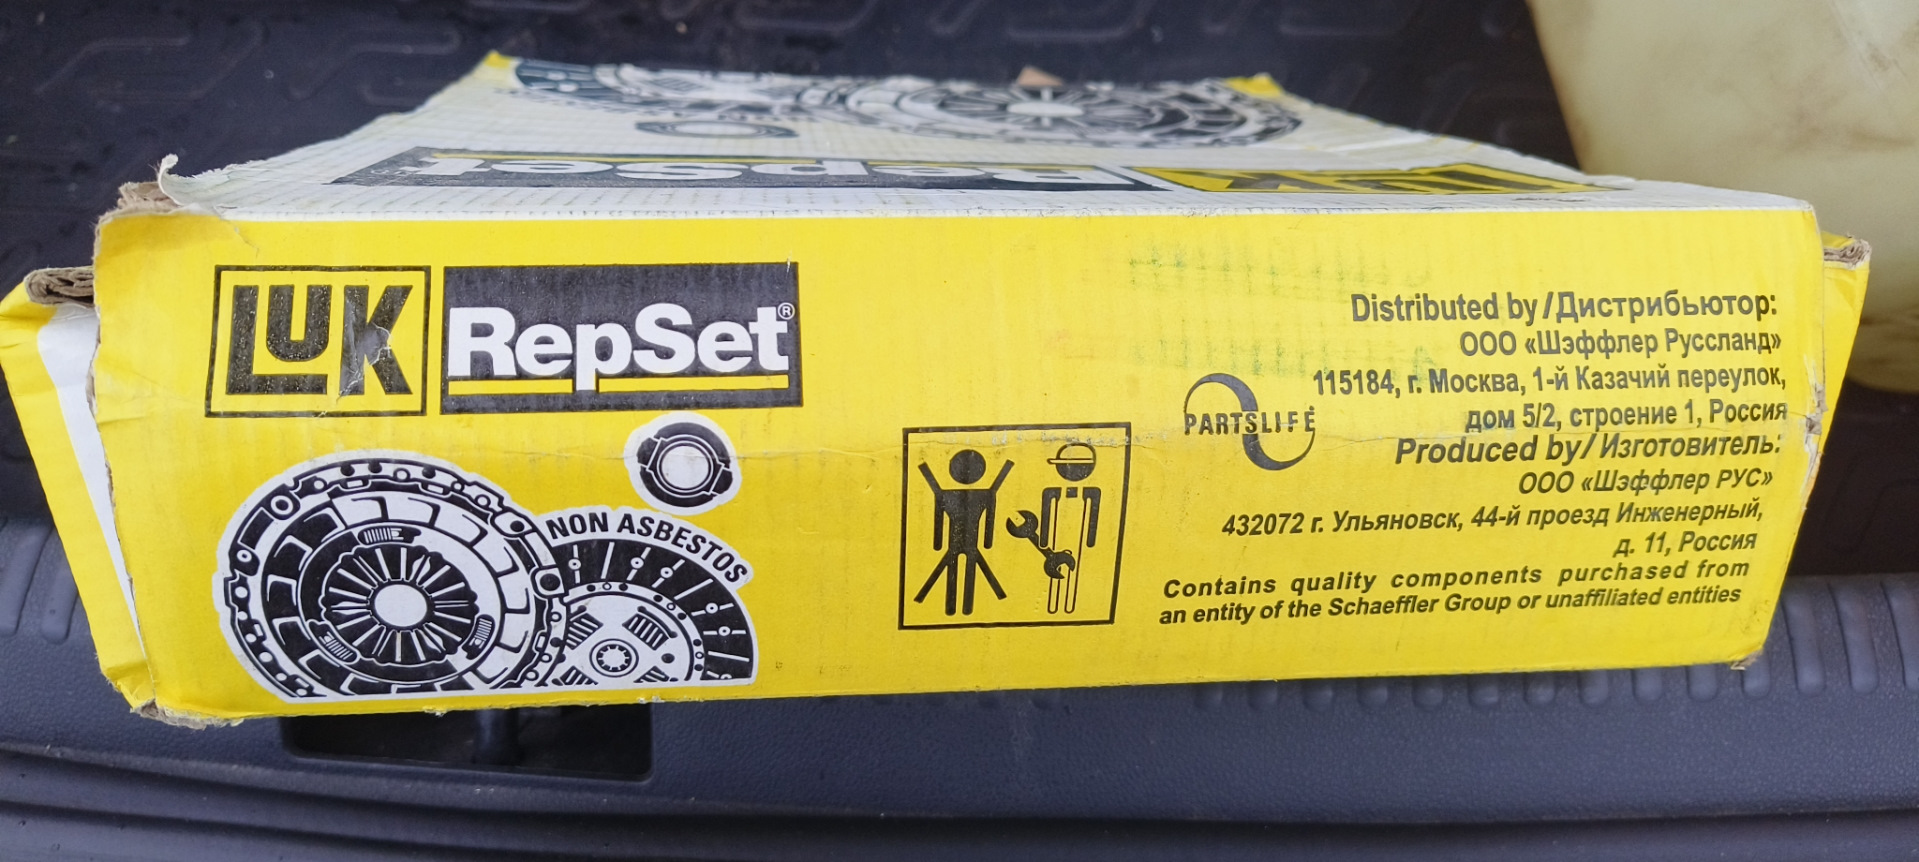 LuK RepSet
LUK
RepSet®
NON ASBESTOS
PARTSLIFE
Distributed by/Дистрибьютор:
ООО «Шэффлер Руссланд»
115184, г. Москва, 1-й Казачий переулок,
дом 5/2, строение 1, Россия
Produced by/Изготовитель:
ООО «Шэффлер РУС»
432072 г. Ульяновск, 44-й проезд Инженерный,
д. 11, Россия
Contains quality components purchased from
an entity of the Schaeffler Group or unaffiliated entities